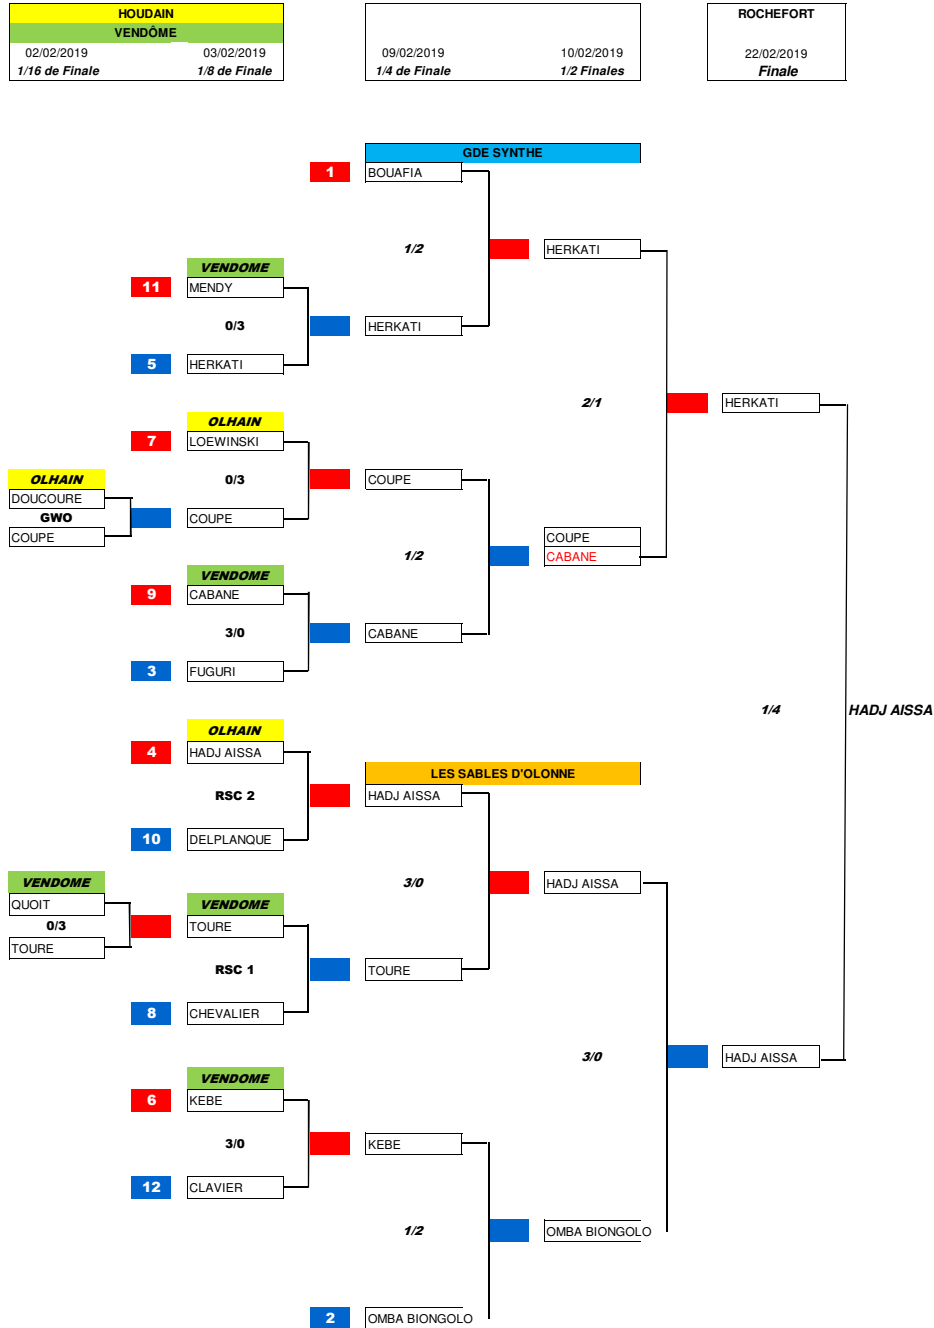 HOUDAIN
VENDÔME
02/02/2019 03/02/2019
1/16 de Finale 1/8 de Finale
09/02/2019 10/02/2019
1/4 de Finale 1/2 Finales
ROCHEFORT
22/02/2019
Finale
GDE SYNTHE
1 BOUAFIA
1/2
HERKATI
VENDOME
11 MENDY
0/3
HERKATI
5 HERKATI
2/1
HERKATI
OLHAIN
7 LOEWINSKI
OLHAIN
0/3
COUPE
DOUCOURE
GWO
COUPE
COUPE
COUPE
1/2
CABANE
VENDOME
9 CABANE
3/0
CABANE
3 FUGURI
1/4
HADJ AISSA
OLHAIN
4 HADJ AISSA
LES SABLES D'OLONNE
RSC 2
HADJ AISSA
10 DELPLANQUE
VENDOME
3/0
HADJ AISSA
QUOIT
VENDOME
0/3
TOURE
TOURE
RSC 1
TOURE
8 CHEVALIER
3/0
HADJ AISSA
VENDOME
6 KEBE
3/0
KEBE
12 CLAVIER
1/2
OMBA BIONGOLO
2 OMBA BIONGOLO